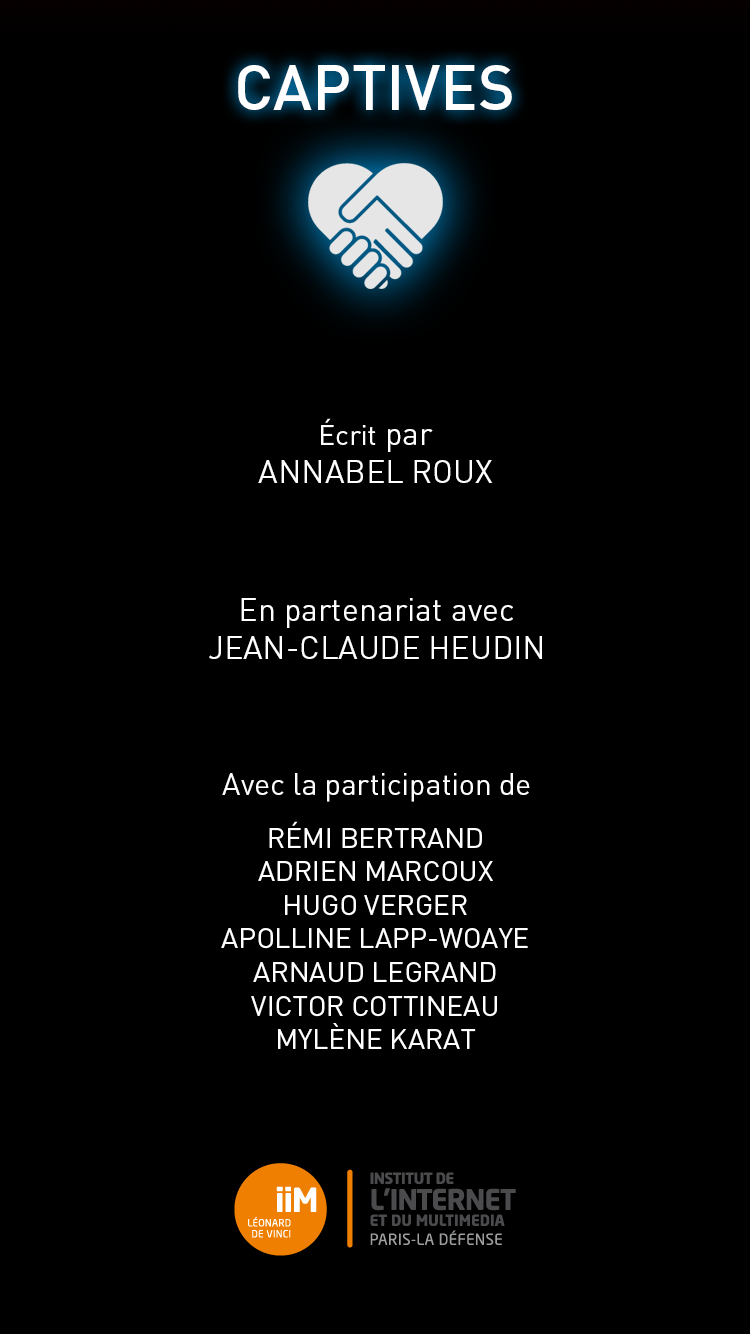 CAPTIVES
Écrit par
ANNABEL ROUX
En partenariat avec
JEAN-CLAUDE HEUDIN
Avec la participation de
RÉMI BERTRAND
ADRIEN MARCOUX
HUGO VERGER
APOLLINE LAPP-WOAYE
ARNAUD LEGRAND
VICTOR COTTINEAU
MYLÈNE KARAT
iiM
LÉONARD
DE VINCI
INSTITUT DE
L'INTERNET
ET DU MULTIMEDIA
PARIS-LA DÉFENSE